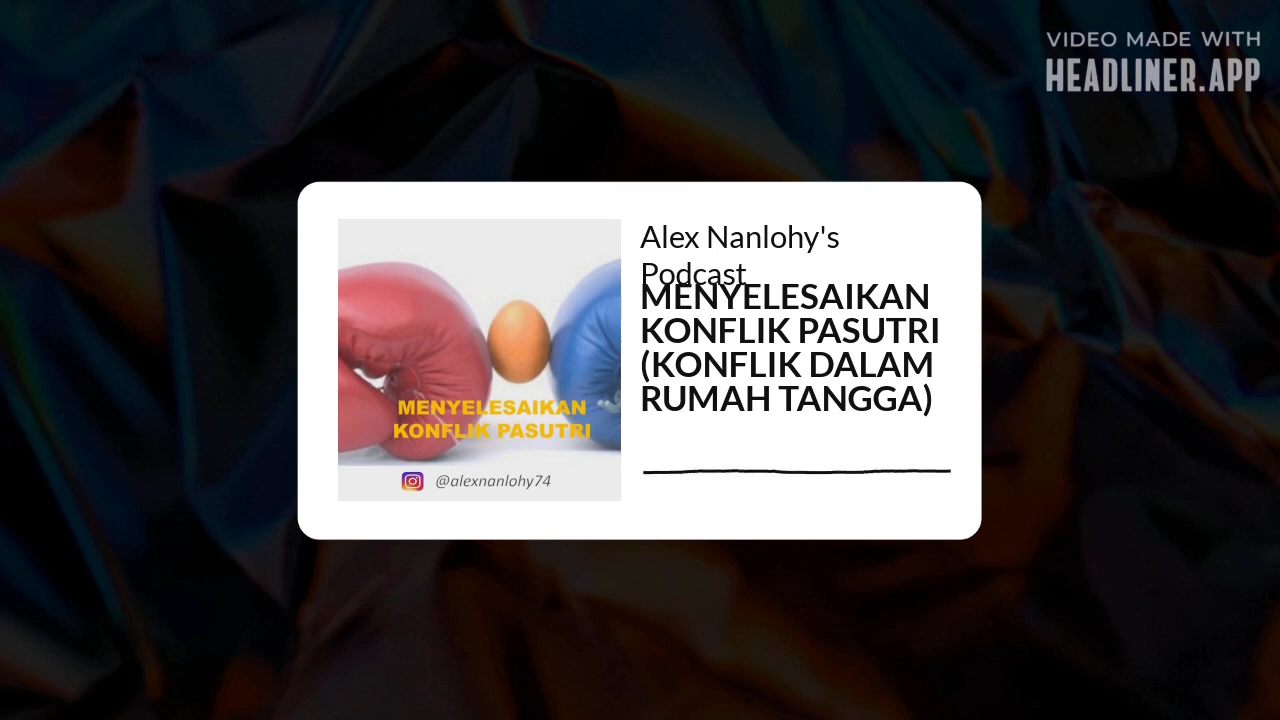 VIDEO MADE WITH
HEADLINER.APP
Alex Nanlohy's
Podcast
MENYELESAIKAN
KONFLIK PASUTRI
(KONFLIK DALAM
RUMAH TANGGA)
MENYELESAIKAN
KONFLIK PASUTRI
@alexnanlohy74